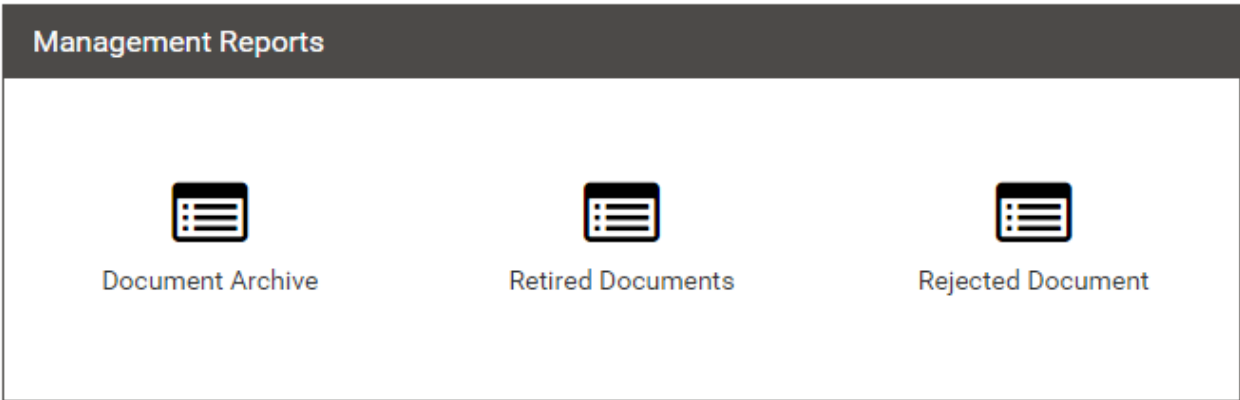 Management Reports
Document Archive
Retired Documents
Rejected Document